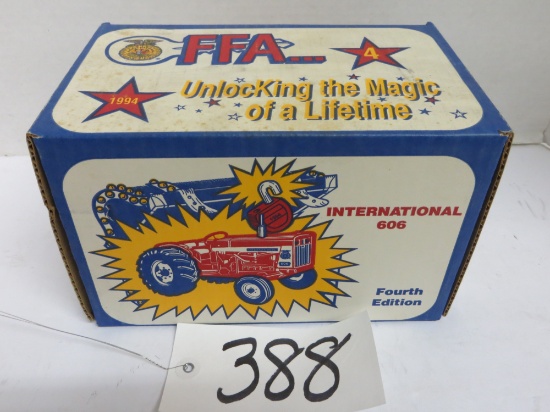 FFA...
4
1994
UnlocKing the Magic
of a Lifetime
INTERNATIONAL
606
Fourth
Edition
388